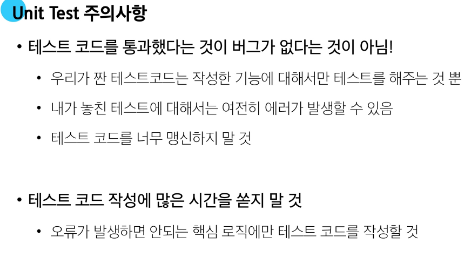 Unit Test 주의사항
• 테스트 코드를 통과했다는 것이 버그가 없다는 것이 아님!
• 우리가 짠 테스트코드는 작성한 기능에 대해서만 테스트를 해주는 것 뿐
• 내가 놓친 테스트에 대해서는 여전히 에러가 발생할 수 있음
• 테스트 코드를 너무 맹신하지 말 것
• 테스트 코드 작성에 많은 시간을 쏟지 말 것
• 오류가 발생하면 안되는 핵심 로직에만 테스트 코드를 작성할 것